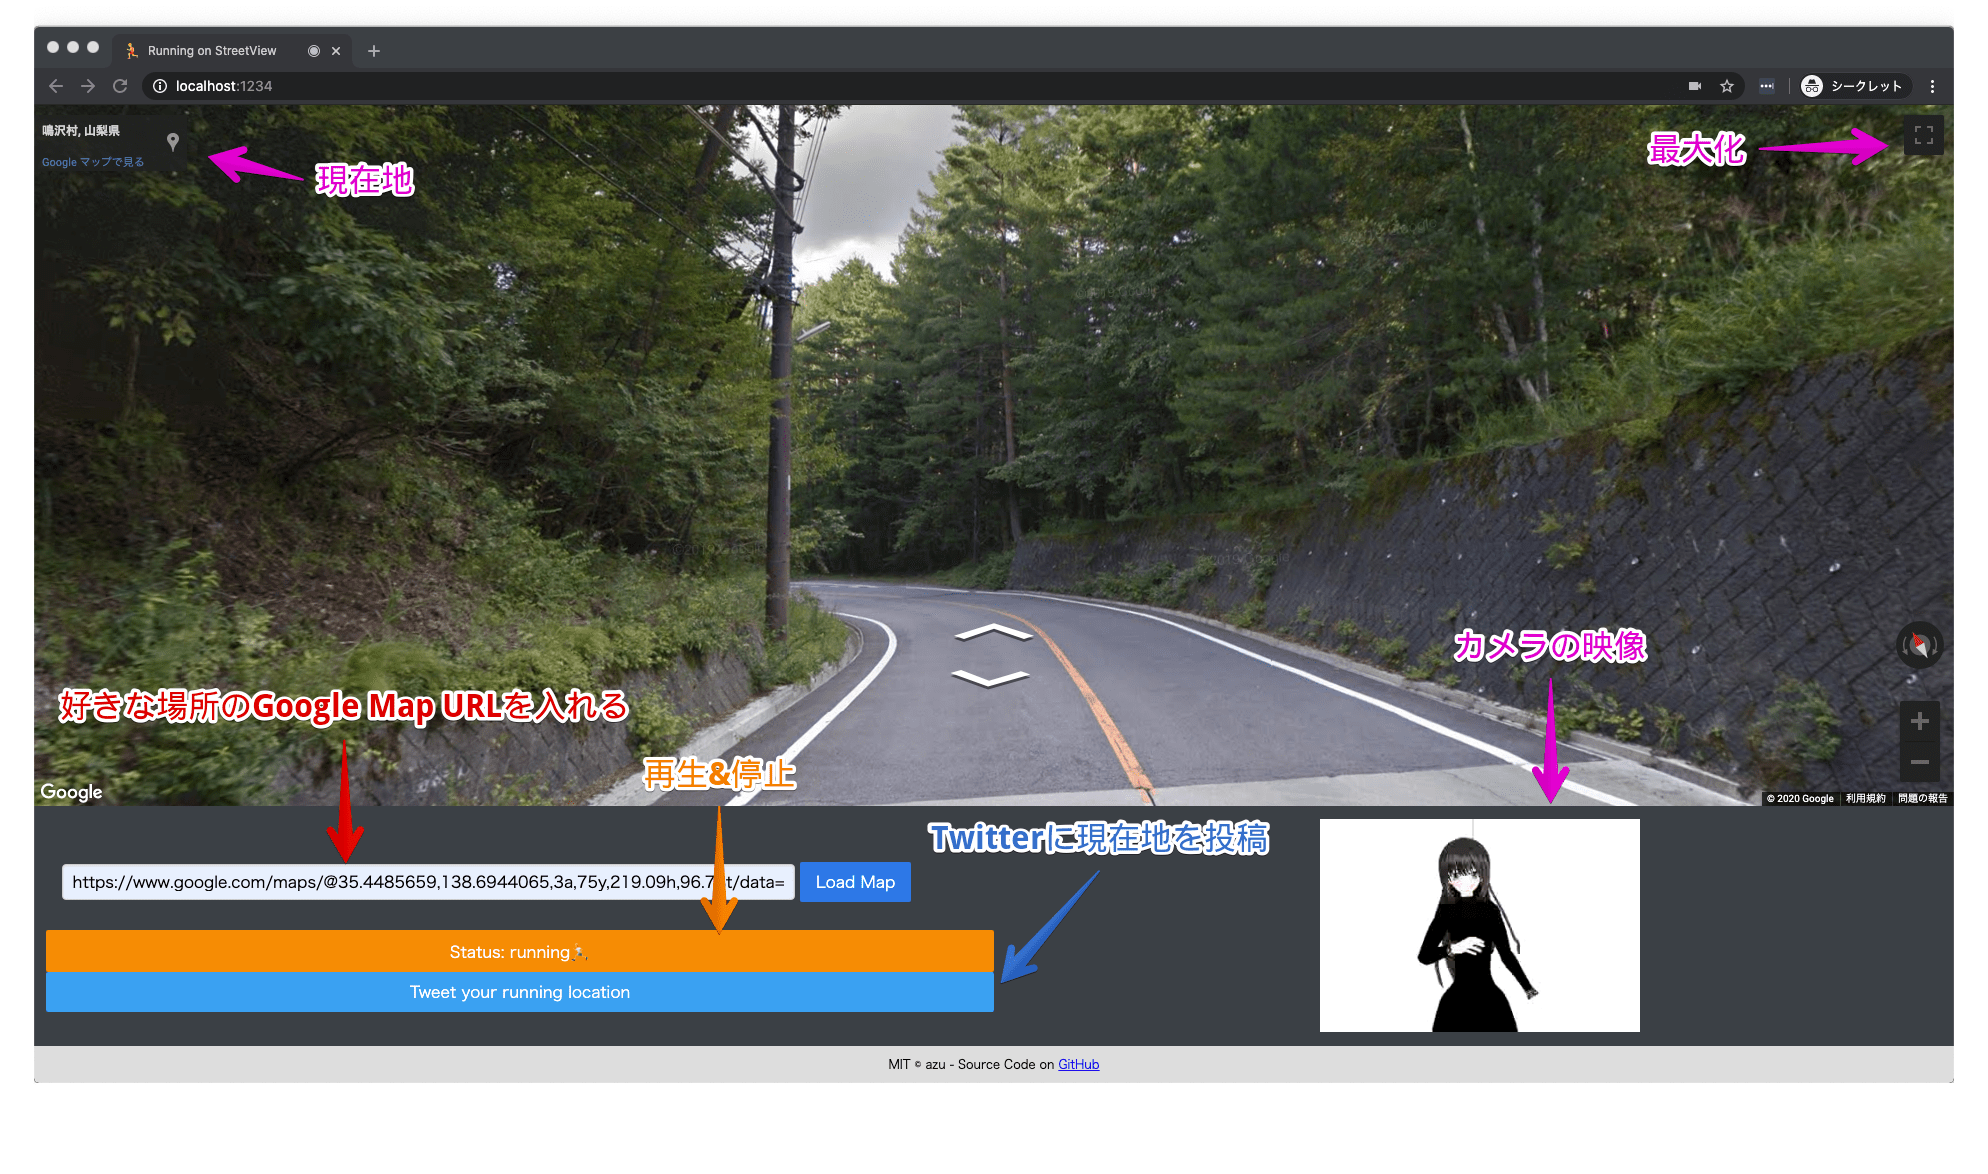 Running on StreetView
localhost:1234
シークレット
鳴沢村, 山梨県
Google マップで見る
現在地
最大化
カメラの映像
好きな場所のGoogle Map URLを入れる
再生&停止
Google
© 2020 Google 利用規約 問題の報告
Twitterに現在地を投稿
https://www.google.com/maps/@35.4485659,138.6944065,3a,75y,219.09h,96.7 t/data=
Load Map
Status: running
Tweet your running location
MIT © azu - Source Code on GitHub